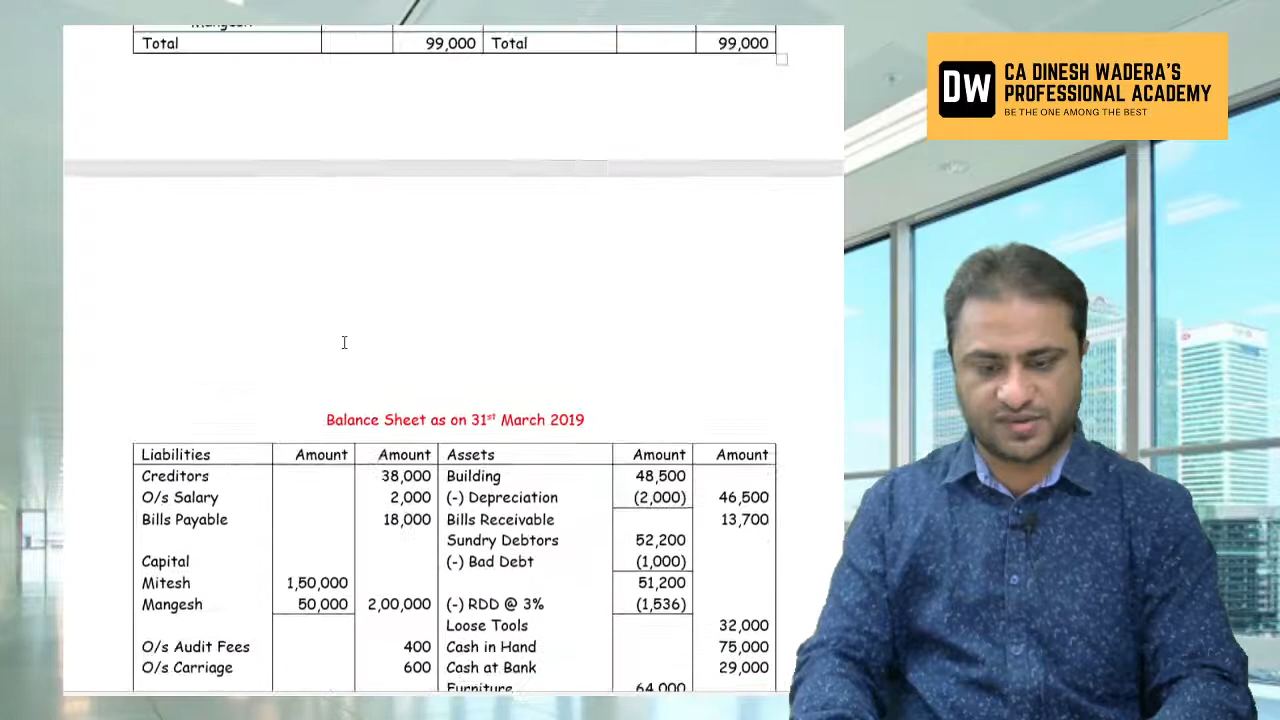 Mangesh
Total 99,000 Total 99,000
DW
CA DINESH WADERA'S
PROFESSIONAL ACADEMY
BE THE ONE AMONG THE BEST
Balance Sheet as on 31st March 2019
Liabilities Amount Amount Assets Amount Amount
Creditors 38,000 Building 48,500
O/s Salary 2,000 (-) Depreciation (2,000) 46,500
Bills Payable 18,000 Bills Receivable 13,700
Sundry Debtors 52,200
Capital (-) Bad Debt (1,000)
Mitesh 1,50,000 51,200
Mangesh 50,000 2,00,000 (-) RDD @ 3% (1,536)
Loose Tools 32,000
O/s Audit Fees 400 Cash in Hand 75,000
O/s Carriage 600 Cash at Bank 29,000
Furniture 64,000